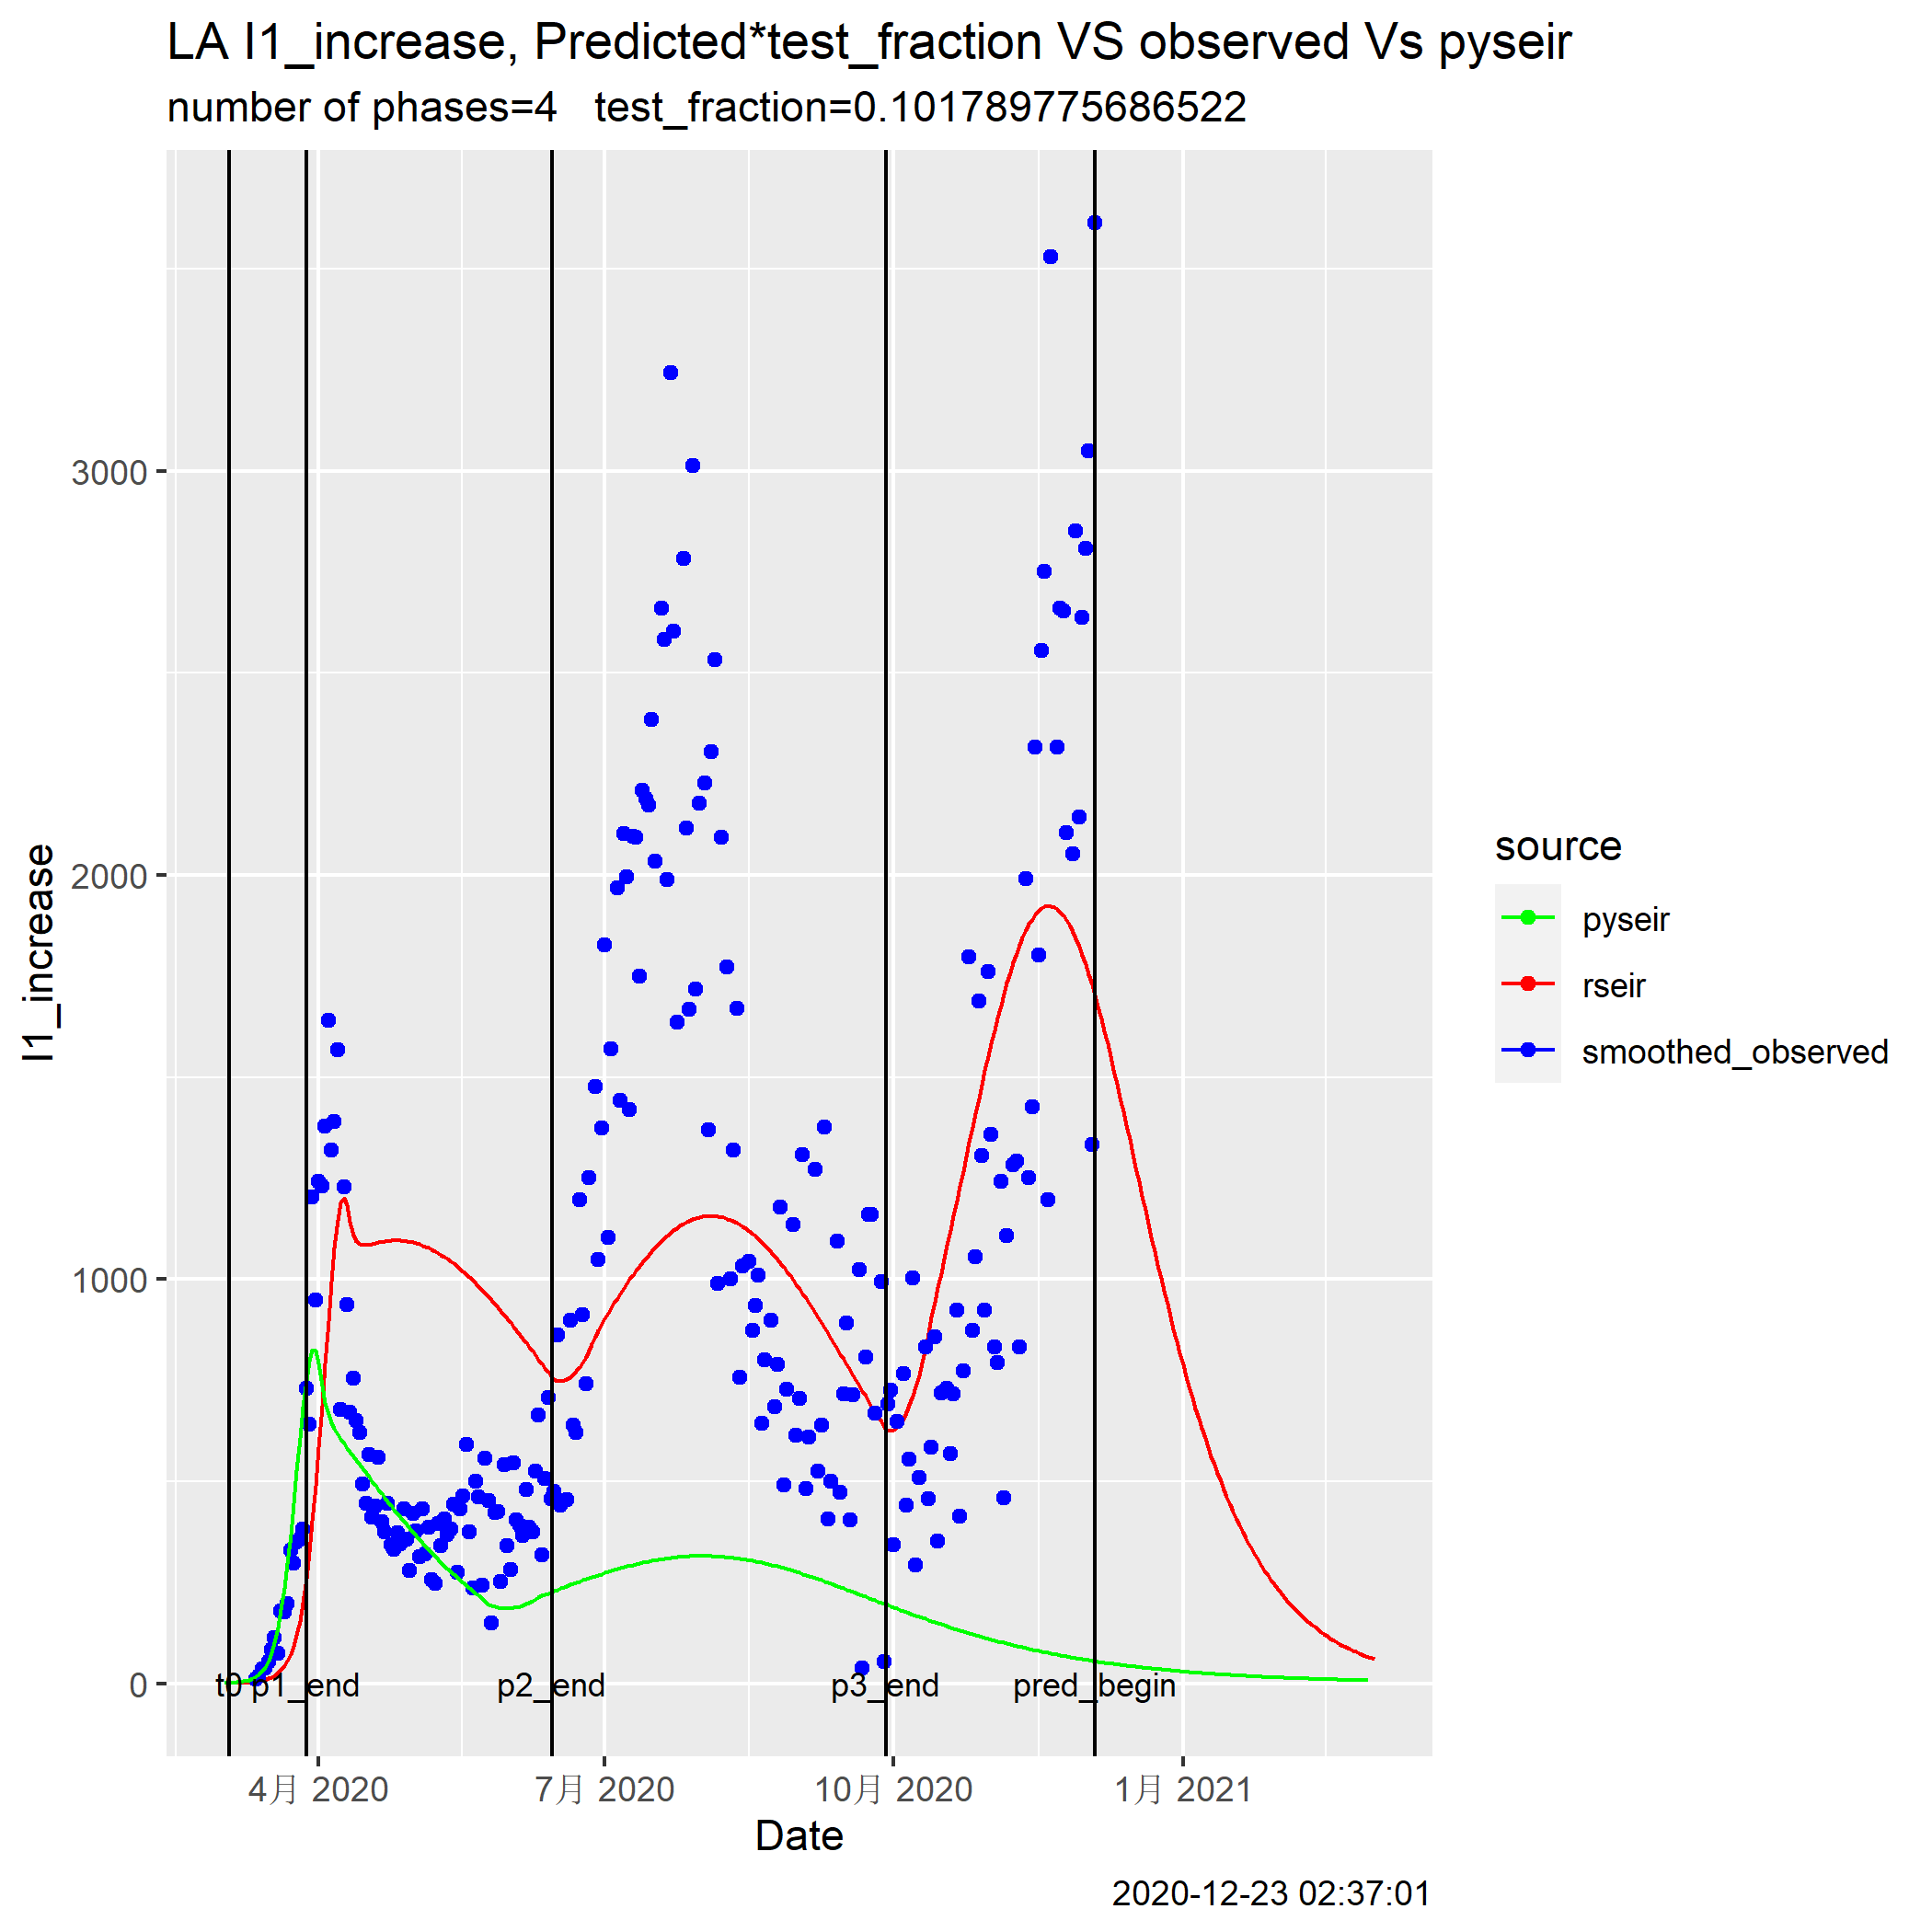 LA I1_increase, Predicted*test_fraction VS observed Vs pyseir
number of phases=4   test_fraction=0.101789775686522
I1_increase
3000
2000
1000
0
t0 p1_end
p2_end
p3_end
pred_begin
4月 2020
7月 2020
10月 2020
1月 2021
Date
source
pyseir
rseir
smoothed_observed
2020-12-23 02:37:01